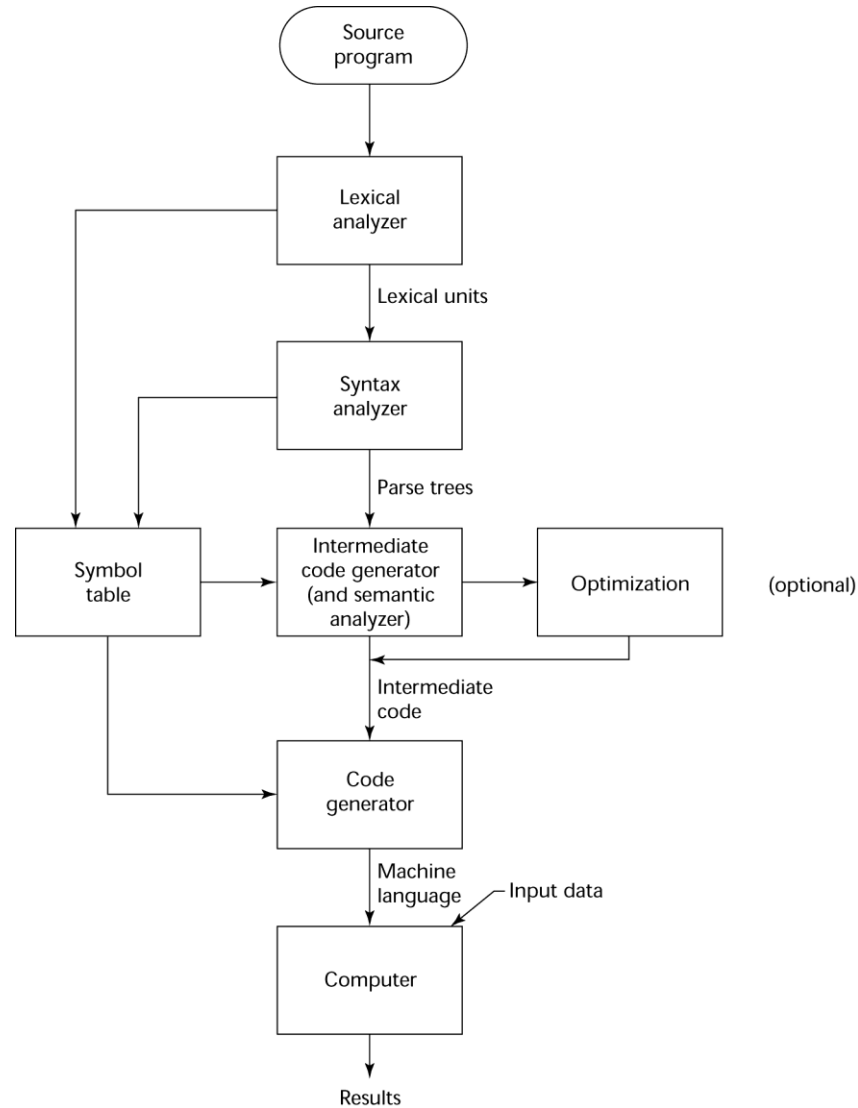 Source
program
Lexical
analyzer
Lexical units
Syntax
analyzer
Parse trees
Symbol
table
Intermediate
code generator
(and semantic
analyzer)
Optimization
(optional)
Intermediate
code
Code
generator
Machine
language
Input data
Computer
Results